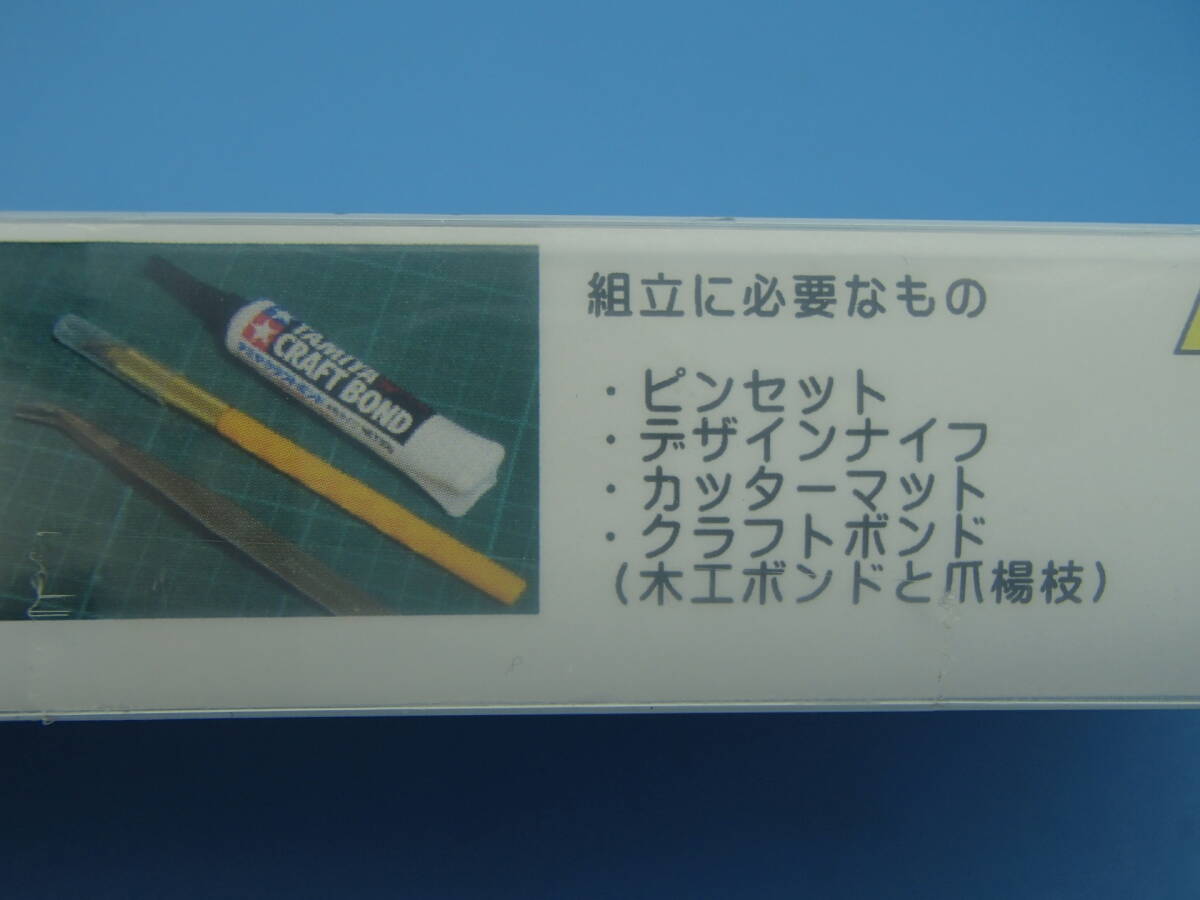 TAMIYA
CRAFT BOND
組立に必要なもの
・ピンセット
・デザインナイフ
・カッターマット
・クラフトボンド
(木工ボンドと爪楊枝)